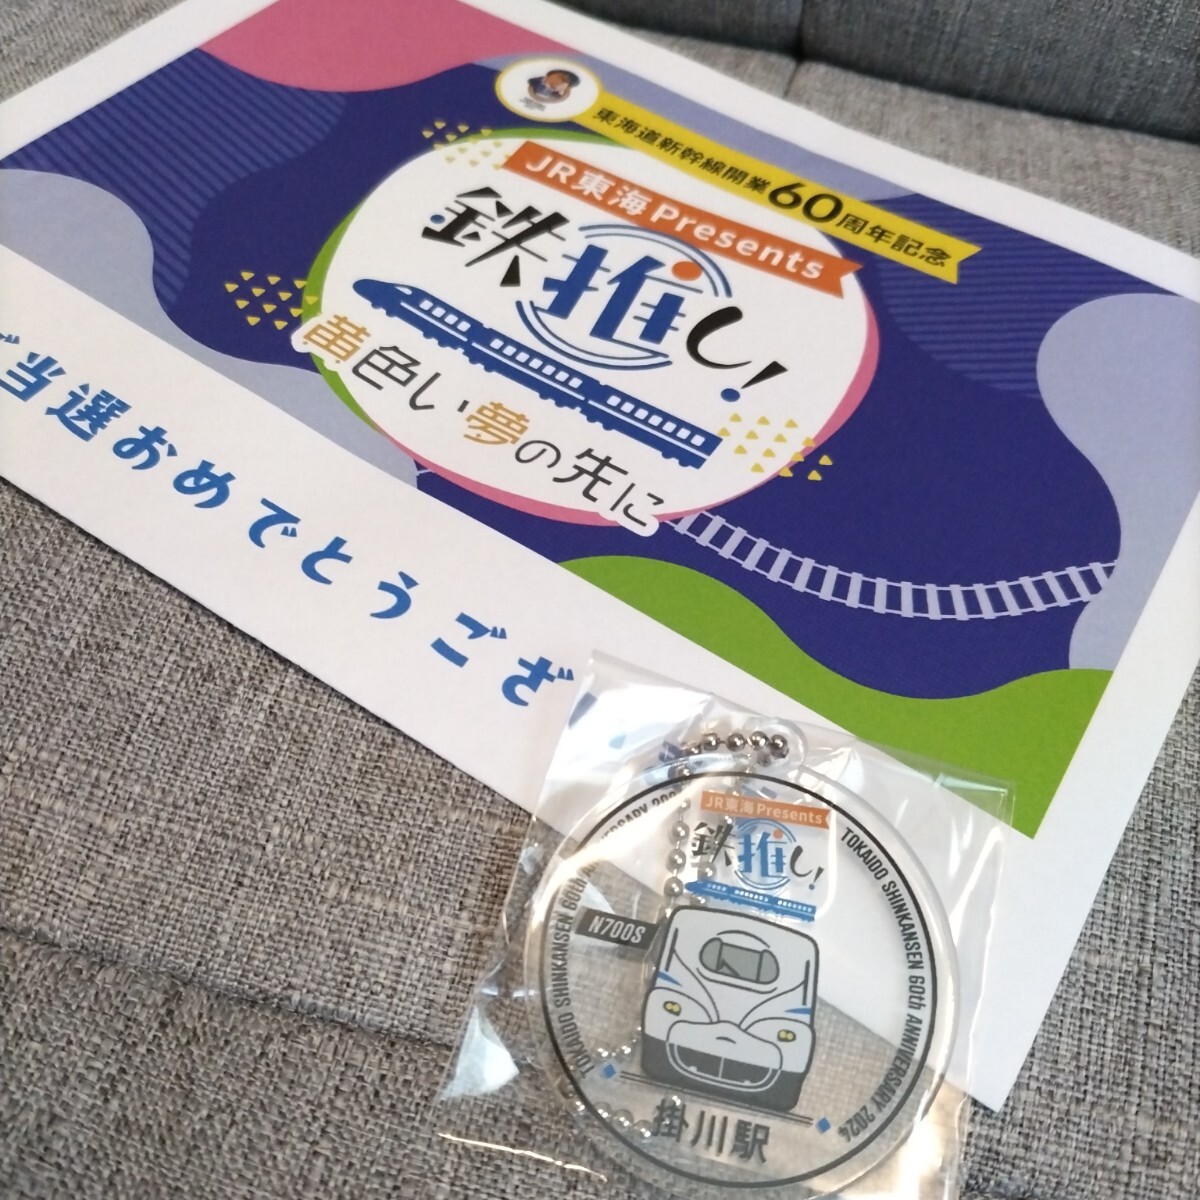 東海道新幹線開業60周年記念
JR東海Presents
鉄推し!
黄色い夢の先に
ご当選おめでとうござ
JR東海Presents
鉄推し!
N700S
TOKAIDO SHINKANSEN 60th ANNIVERSARY 2024
TOKAIDO SHINKANSEN 60th
掛川駅